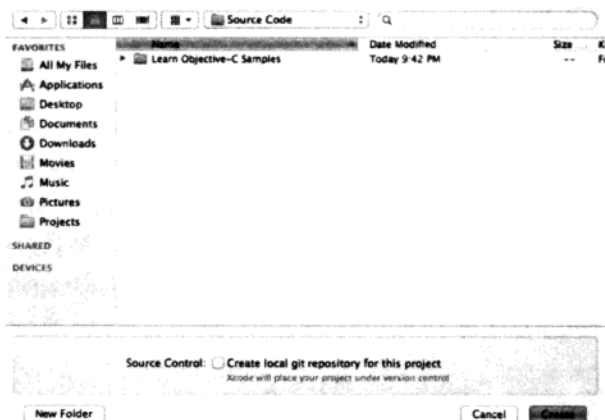 Source Code
Name Date Modified Size K
FAVORITES
All My Files
Applications
Desktop
Documents
Downloads
Movies
Music
Pictures
Projects
SHARED
DEVICES
Learn Objective-C Samples Today 9:42 PM -- Fo
Source Control: Create local git repository for this project
Xcode will place your project under version control
New Folder Cancel Create